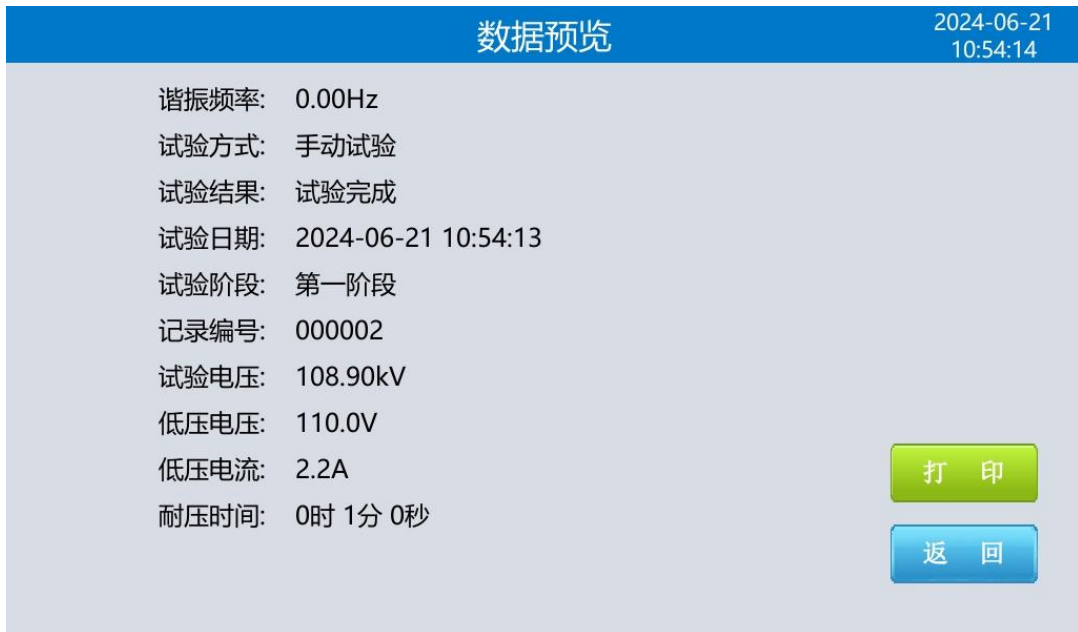 数据预览
2024-06-21
10:54:14
谐振频率: 0.00Hz
试验方式: 手动试验
试验结果: 试验完成
试验日期: 2024-06-21 10:54:13
试验阶段: 第一阶段
记录编号: 000002
试验电压: 108.90kV
低压电压: 110.0V
低压电流: 2.2A
耐压时间: 0时 1分 0秒
打 印
返 回